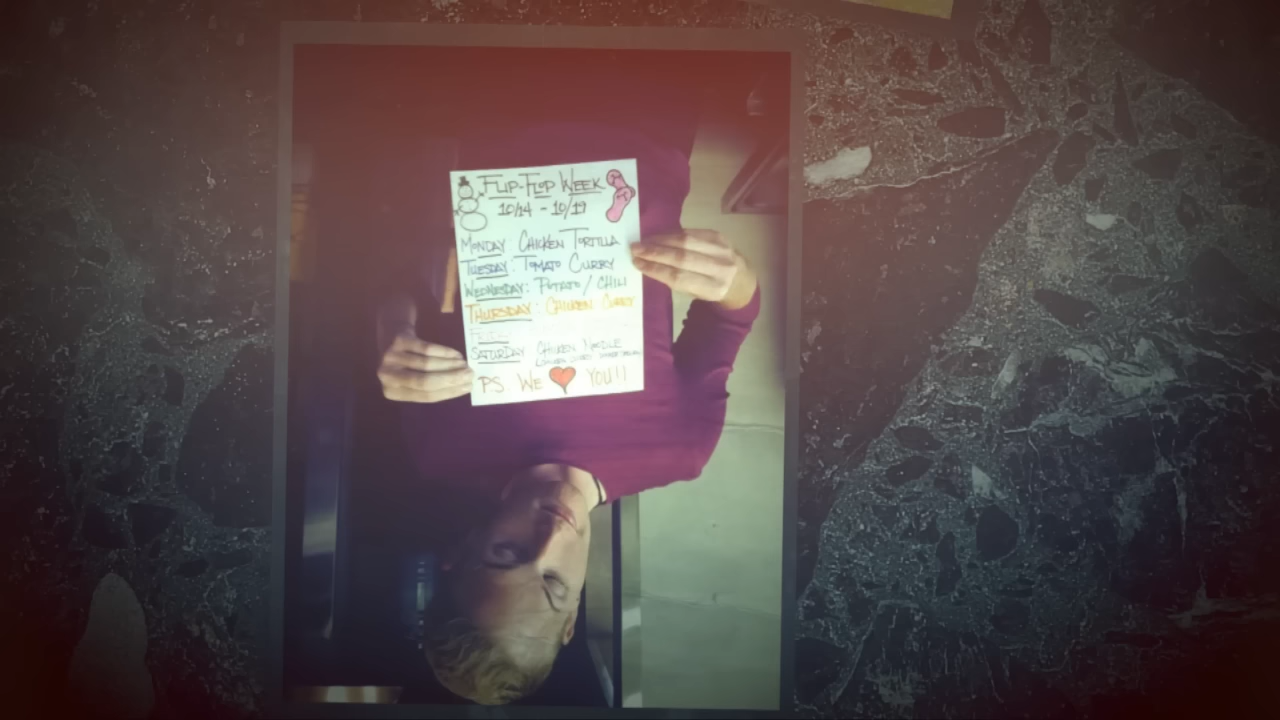 FLIP-FLOP WEEK
10/14 - 10/19
MONDAY: CHICKEN TORTILLA
TUESDAY: TOMATO CURRY
WEDNESDAY: POTATO / CHILI
THURSDAY: CHICKEN CURRY
SATURDAY CHICKEN NOODLE
PS WE ❤ YOU!!